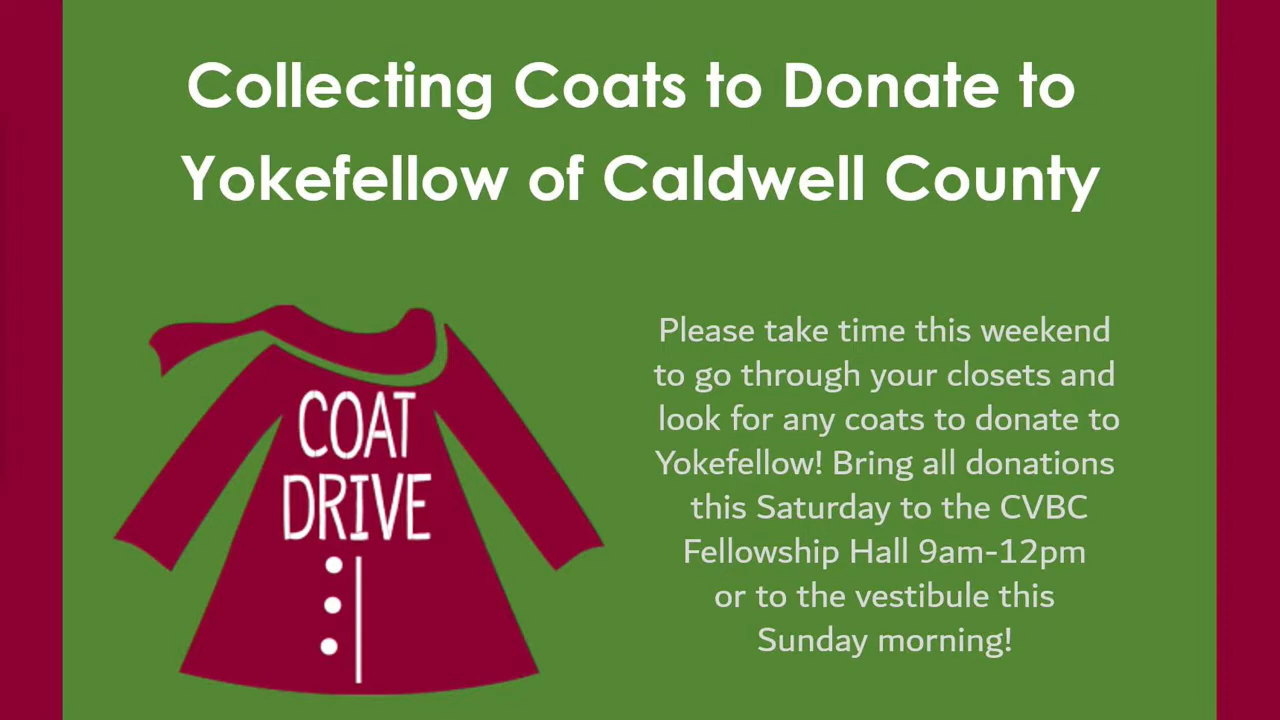 Collecting Coats to Donate to
Yokefellow of Caldwell County
COAT
DRIVE
Please take time this weekend
to go through your closets and
look for any coats to donate to
Yokefellow! Bring all donations
this Saturday to the CVBC
Fellowship Hall 9am-12pm
or to the vestibule this
Sunday morning!